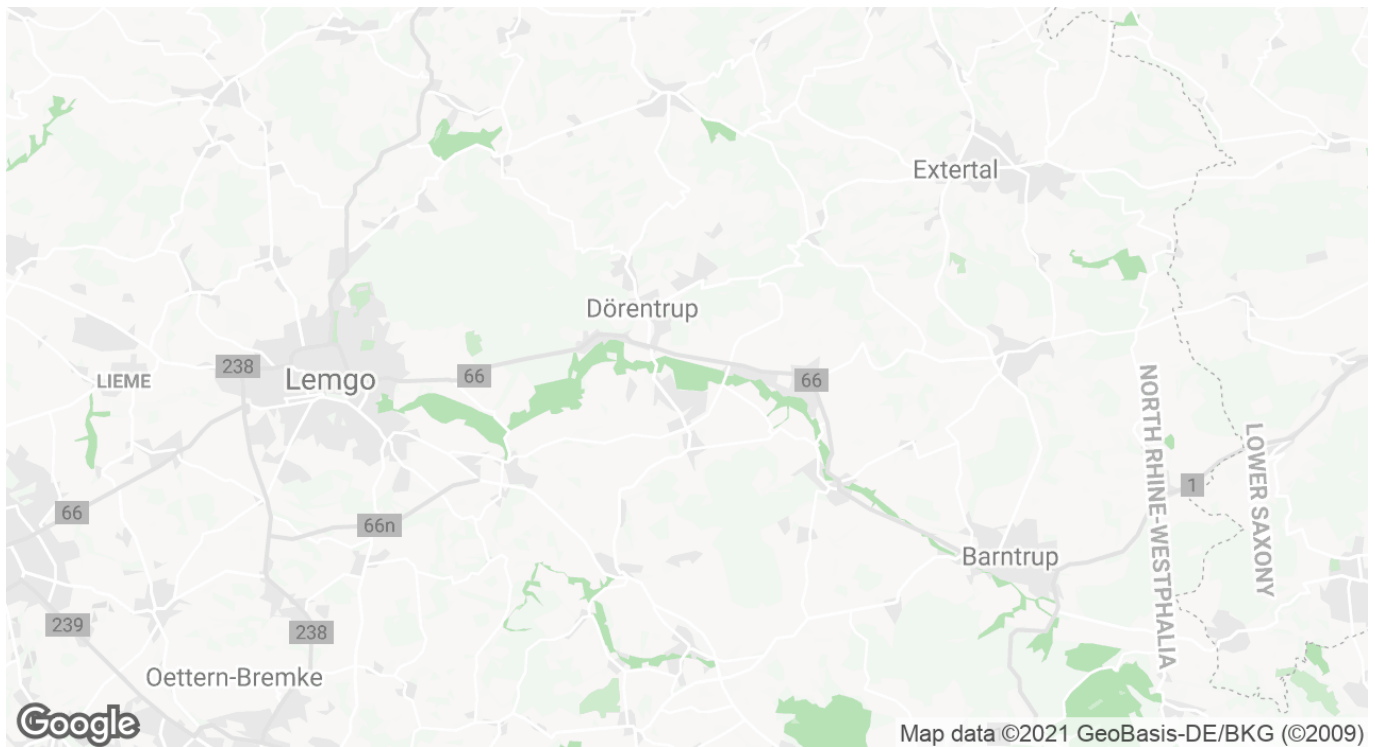 Extertal
Dörentrup
238
66
66
LIEME
Lemgo
NORTH RHINE-WESTPHALIA
LOWER SAXONY
1
66
66n
Barntrup
239
238
Oettern-Bremke
Google
Map data ©2021 GeoBasis-DE/BKG (©2009)